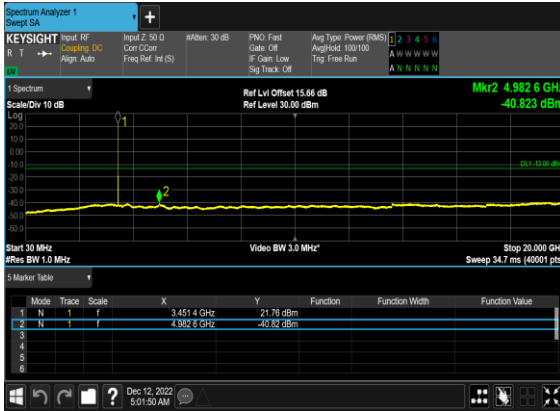 Spectrum Analyzer 1
Swept SA
KEYSIGHT Input: RF Input Z: 50 Ω #Atten: 30 dB PNO: Fast Avg Type: Power (RMS) 1 2 3 4 5 6
R T Coupling: DC Corr CCorr Gate: Off Avg|Hold: 100/100 A W W W W W
Align: Auto Freq Ref: Int (S) IF Gain: Low Trig: Free Run
Sig Track: Off A N N N N N
1 Spectrum Ref Lvl Offset 15.66 dB Mkr2 4.982 6 GHz
Scale/Div 10 dB Ref Level 30.00 dBm -40.823 dBm
Log
20.0
10.0
0.00
-10.0
-20.0
-30.0
-40.0
-50.0
-60.0
1
2
DL1 -13.00 dBm
Start 30 MHz Video BW 3.0 MHz* Stop 20.000 GH
#Res BW 1.0 MHz Sweep 34.7 ms (40001 pts
5 Marker Table
Mode Trace Scale X Y Function Function Width Function Value
1 N 1 f 3.451 4 GHz 21.76 dBm
2 N 1 f 4.982 6 GHz -40.82 dBm
3
4
5
6
? Dec 12, 2022
5:01:50 AM